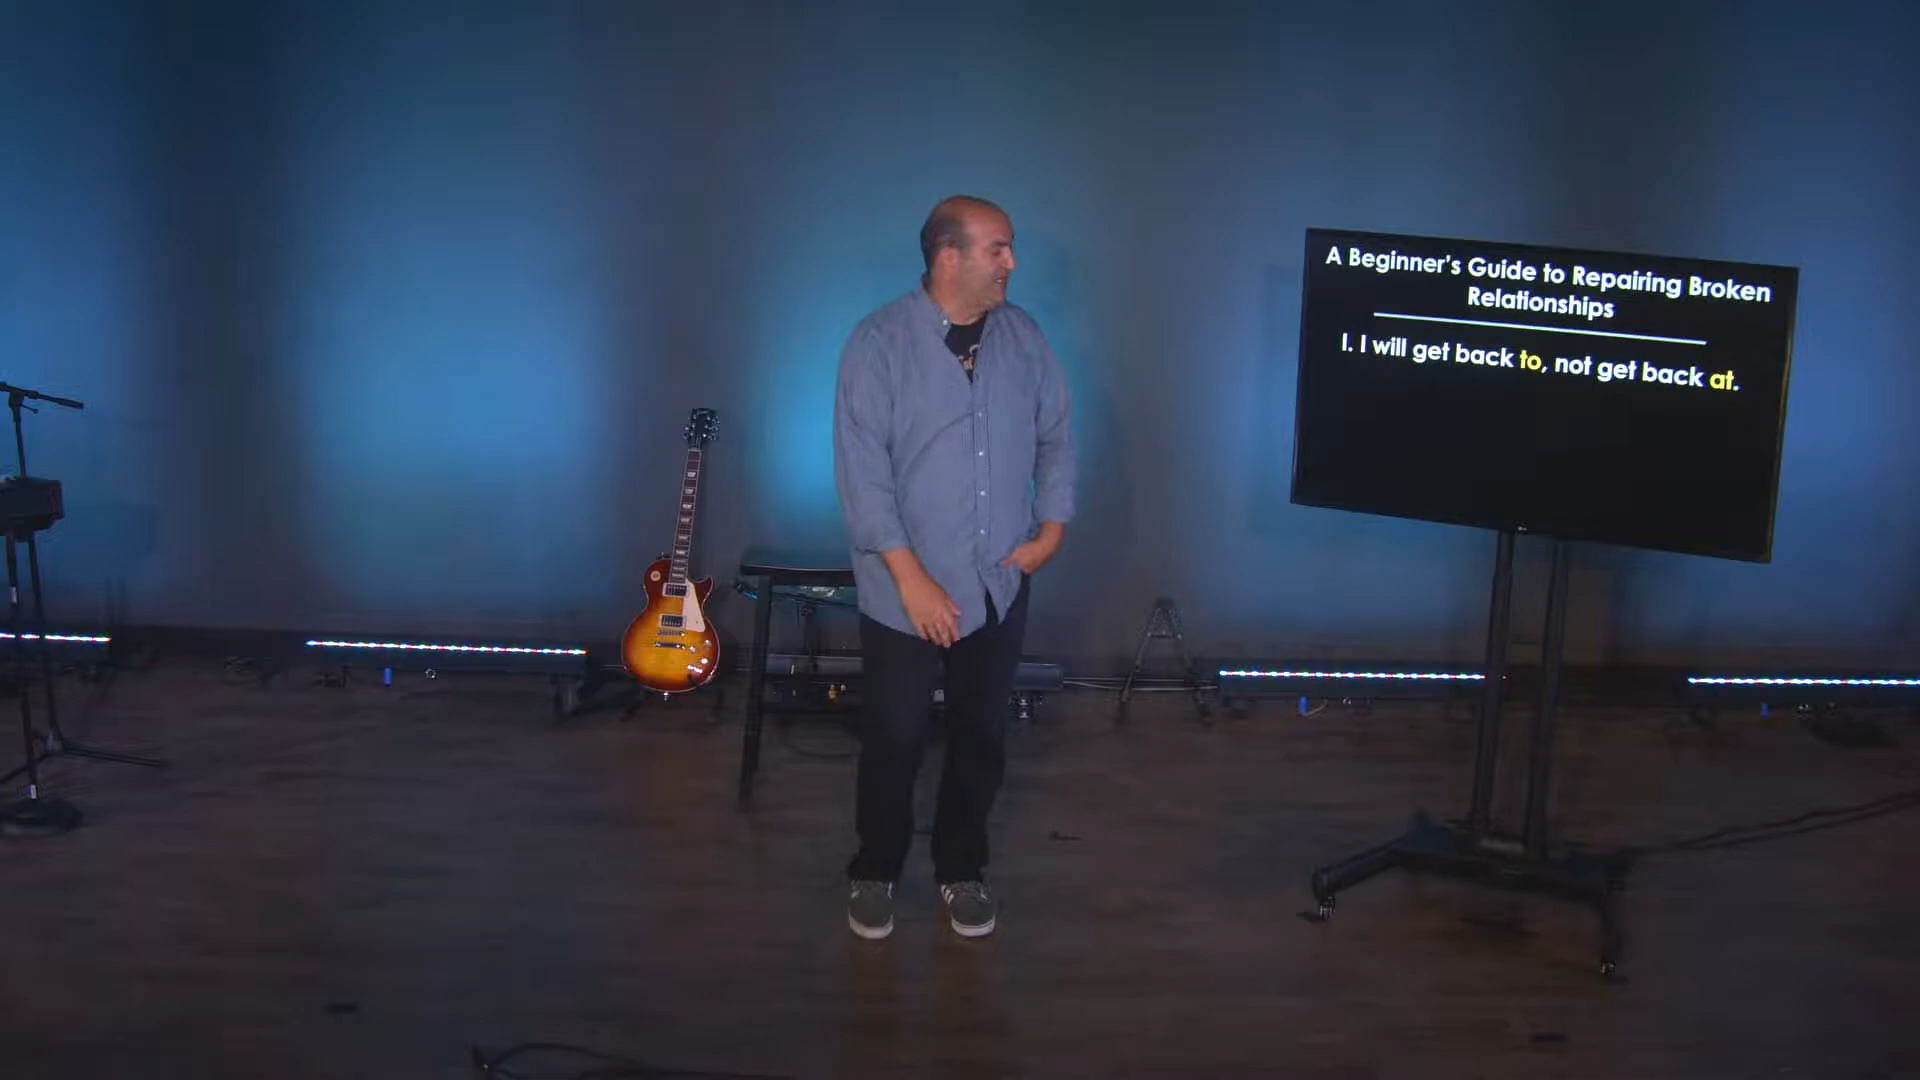 A Beginner's Guide to Repairing Broken
Relationships
I. I will get back to, not get back at.